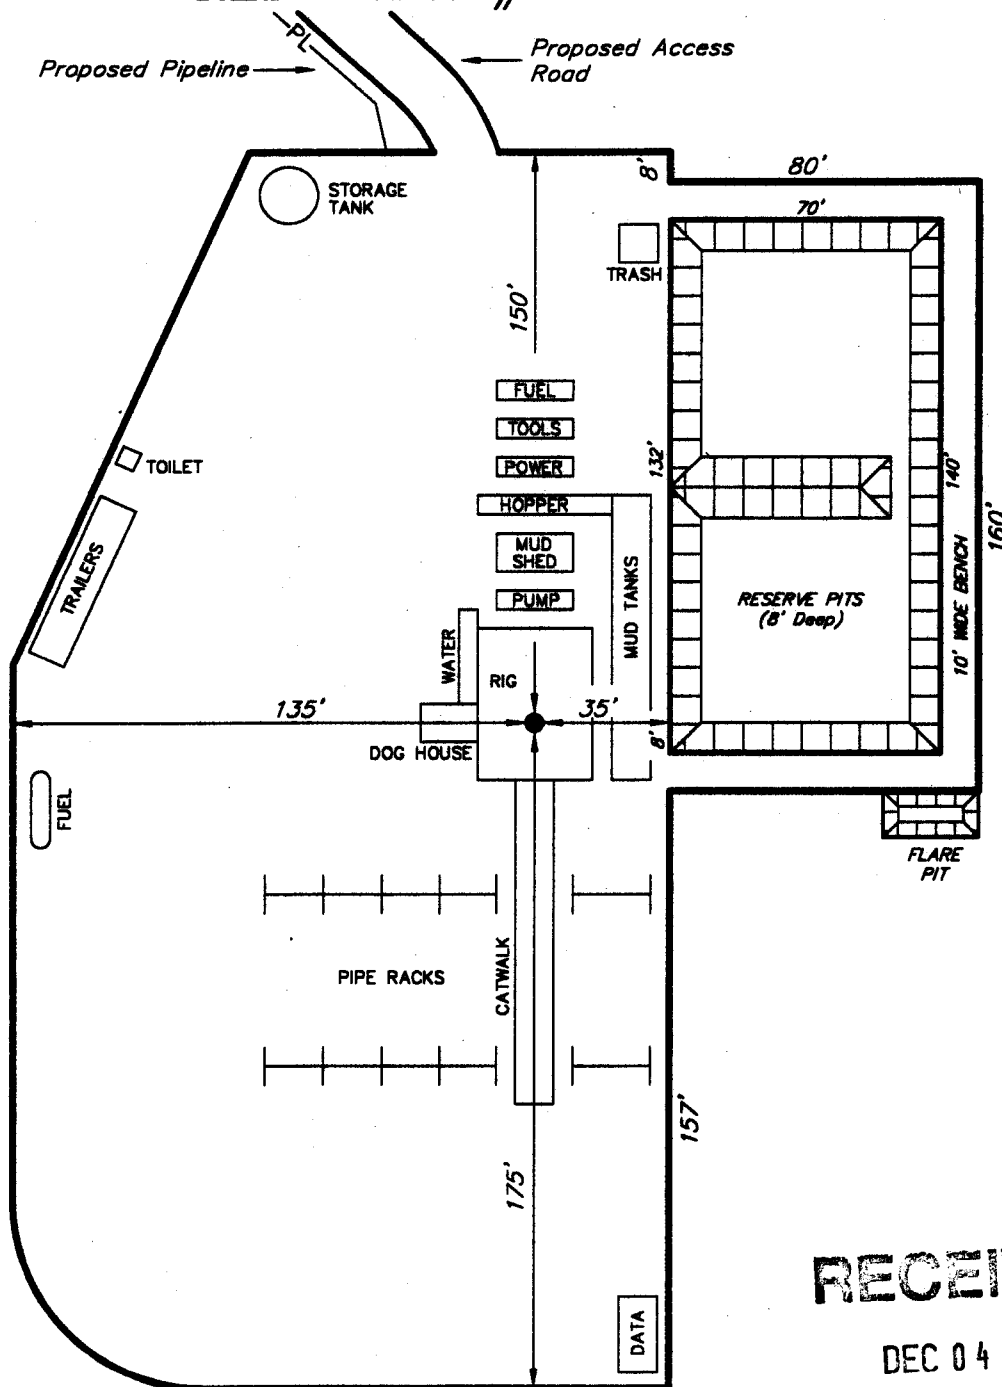 PL
Proposed Pipeline
Proposed Access
Road
8'
80'
STORAGE
TANK
70'
TRASH
150'
FUEL
TOOLS
TOILET
POWER
132'
140'
160'
HOPPER
TRAILERS
MUD
SHED
MUD TANKS
PUMP
RESERVE PITS
(8' Deep)
10' WIDE BENCH
WATER
RIG
135'
35'
8'
DOG HOUSE
FUEL
FLARE
PIT
PIPE RACKS
CATWALK
157'
175'
DATA
DEC 04